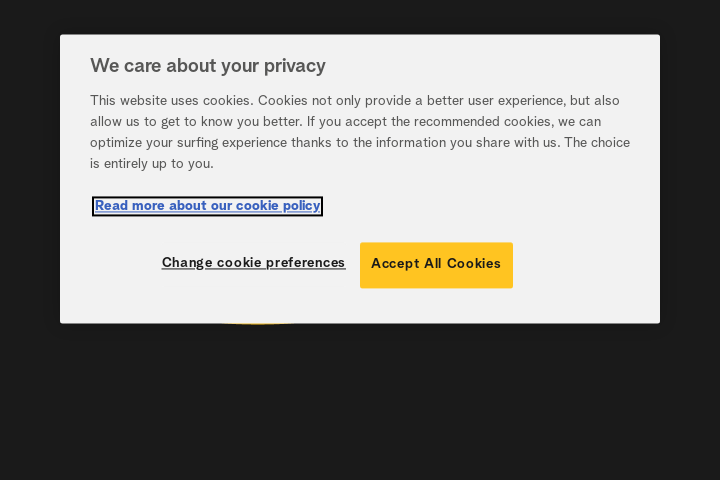 We care about your privacy
This website uses cookies. Cookies not only provide a better user experience, but also
allow us to get to know you better. If you accept the recommended cookies, we can
optimize your surfing experience thanks to the information you share with us. The choice
is entirely up to you.
Read more about our cookie policy
Change cookie preferences
Accept All Cookies